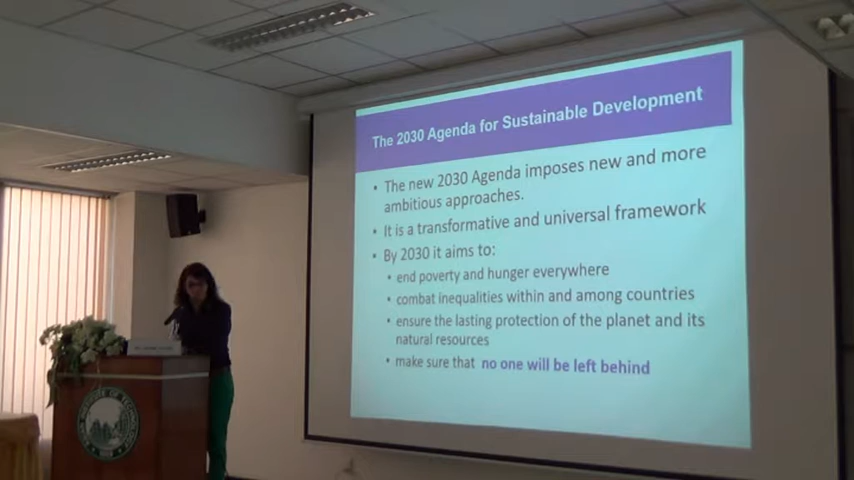 The 2030 Agenda for Sustainable Development
• The new 2030 Agenda imposes new and more
ambitious approaches.
• It is a transformative and universal framework
• By 2030 it aims to:
• end poverty and hunger everywhere
• combat inequalities within and among countries
• ensure the lasting protection of the planet and its
natural resources
• make sure that no one will be left behind
INSTITUTE OF TECHNOLOGY